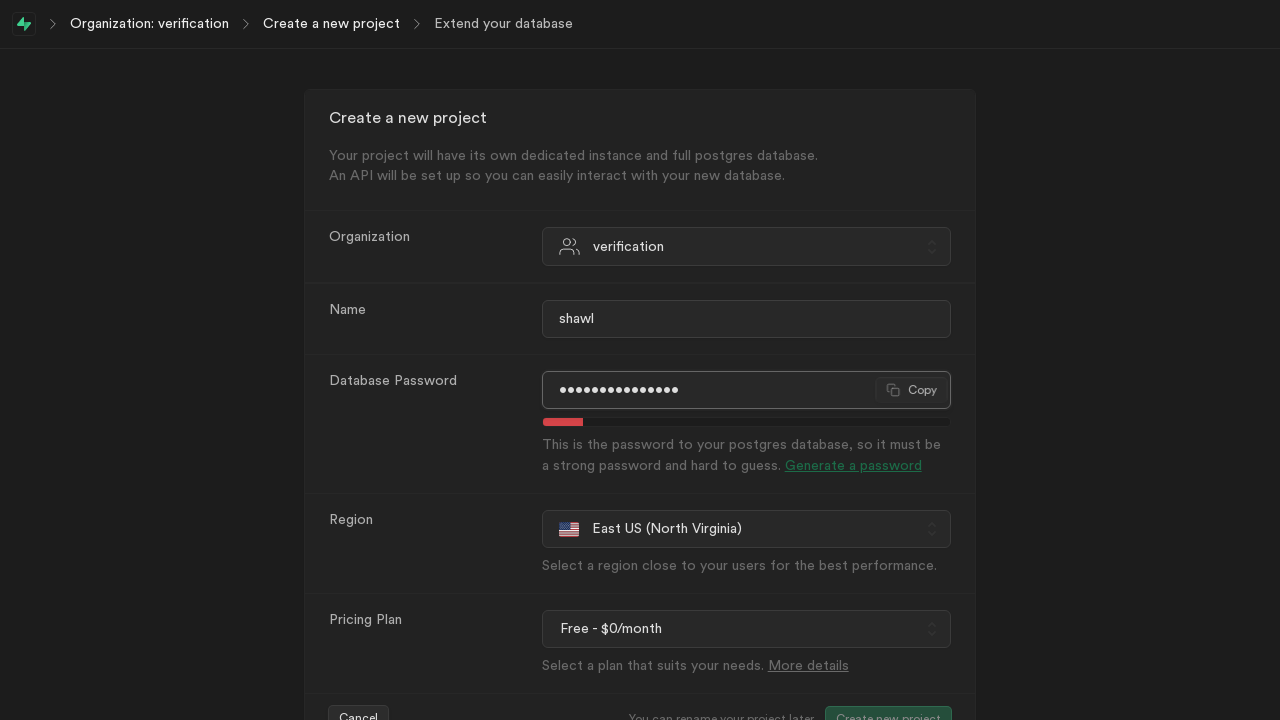 Organization: verification
Create a new project
Extend your database
Create a new project
Your project will have its own dedicated instance and full postgres database.
An API will be set up so you can easily interact with your new database.
Organization
verification
Name
shawl
Database Password
•••••••••••••••
Copy
This is the password to your postgres database, so it must be
a strong password and hard to guess. Generate a password
Region
East US (North Virginia)
Select a region close to your users for the best performance.
Pricing Plan
Free - $0/month
Select a plan that suits your needs. More details
Cancel
You can rename your project later
Create new project